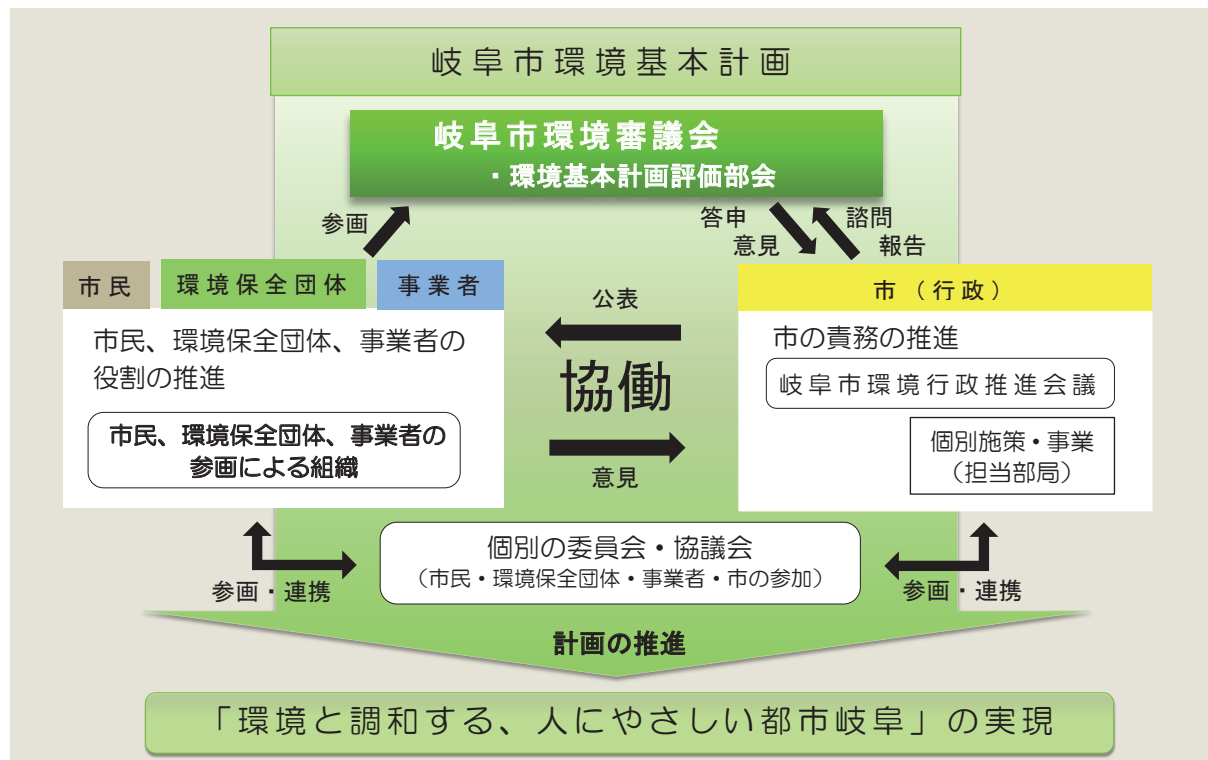 岐阜市環境基本計画
岐阜市環境審議会
・環境基本計画評価部会
参画
答申
意見
諮問
報告
市民
環境保全団体
事業者
市民、環境保全団体、事業者の
役割の推進
市民、環境保全団体、事業者の
参画による組織
公表
協働
意見
市（行政）
市の責務の推進
岐阜市環境行政推進会議
個別施策・事業
（担当部局）
個別の委員会・協議会
（市民・環境保全団体・事業者・市の参加）
参画・連携
参画・連携
計画の推進
「環境と調和する、人にやさしい都市岐阜」の実現